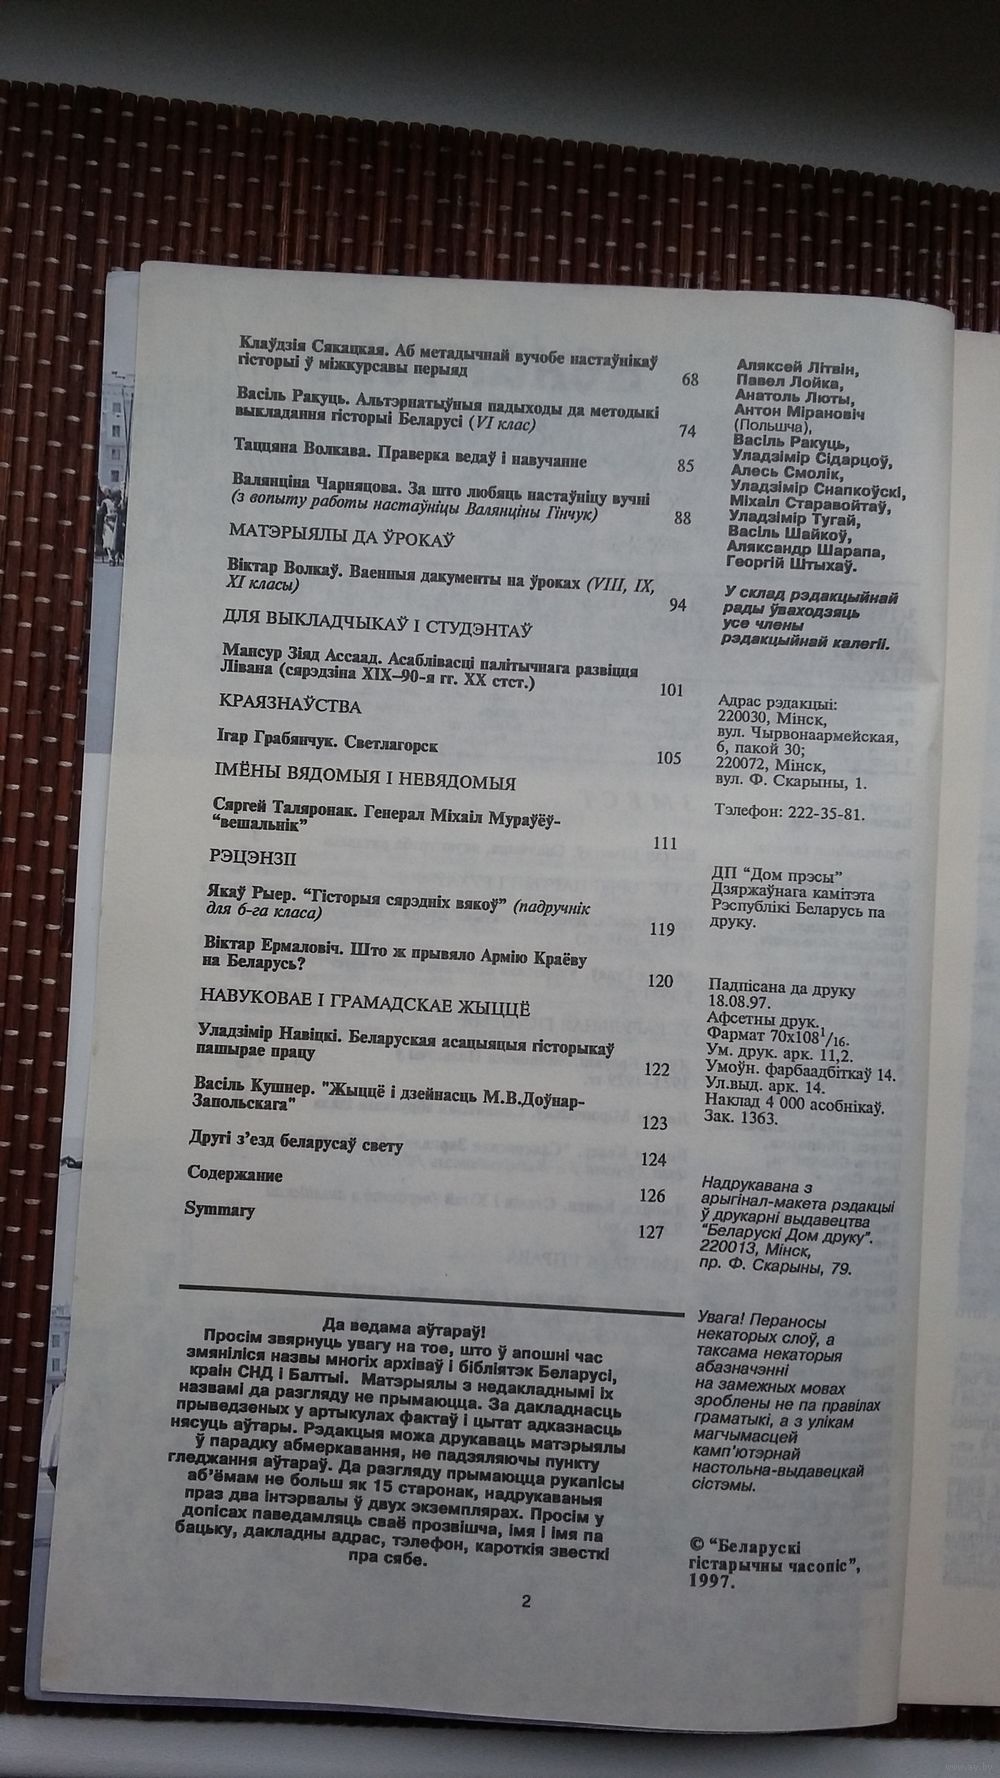 Клаўдзія Сякацкая. Аб метадычнай вучобе настаўнікаў
гісторыі ў міжкурсавы перыяд
68
Васіль Ракуць. Альтэрнатыўныя падыходы да методыкі
выкладання гісторыі Беларусі (VI клас)
74
Таццяна Волкава. Праверка ведаў і навучанне
85
Валянціна Чарняцова. За што любяць настаўніцу вучні
(з вопыту работы настаўніцы Валянціны Гінчук)
88
МАТЭРЫЯЛЫ ДА ЎРОКАЎ
Віктар Волкаў. Ваенныя дакументы на ўроках (VIII, IX,
XI класы)
94
ДЛЯ ВЫКЛАДЧЫКАЎ І СТУДЭНТАЎ
Мансур Зіяд Ассаад. Асаблівасці палітычнага развіцця
Лівана (сярэдзіна XIX–90-я гг. XX стст.)
101
КРАЯЗНАЎСТВА
Ігар Грабянчук. Светлагорск
105
ІМЁНЫ ВЯДОМЫЯ І НЕВЯДОМЫЯ
Сяргей Таляронак. Генерал Міхаіл Мураўёў-
“вешальнік”
111
РЭЦЭНЗІІ
Якаў Рыер. “Гісторыя сярэдніх вякоў” (падручнік
для 6-га класа)
119
Віктар Ермаловіч. Што ж прывяло Армію Краёву
на Беларусь?
120
НАВУКОВАЕ І ГРАМАДСКАЕ ЖЫЦЦЁ
Уладзімір Навіцкі. Беларуская асацыяцыя гісторыкаў
пашырае працу
122
Васіль Кушнер. "Жыццё і дзейнасць М.В.Доўнар-
Запольскага"
123
Другі з’езд беларусаў свету
124
Содержание
126
Summary
127
Да ведама аўтараў!
Просім звярнуць увагу на тое, што ў апошні час
змяніліся назвы многіх архіваў і бібліятэк Беларусі,
краін СНД і Балтыі. Матэрыялы з недакладнымі іх
назвамі да разгляду не прымаюцца. За дакладнасць
прыведзеных у артыкулах фактаў і цытат адказнасць
нясуць аўтары. Рэдакцыя можа друкаваць матэрыялы
ў парадку абмеркавання, не падзяляючы пункту
гледжання аўтараў. Да разгляду прымаюцца рукапісы
аб’ёмам не больш як 15 старонак, надрукаваныя
праз два інтэрвалы ў двух экземплярах. Просім у
допісах паведамляць сваё прозвішча, імя і імя па
бацьку, дакладны адрас, тэлефон, кароткія звесткі
пра сябе.
Аляксей Літвін,
Павел Лойка,
Анатоль Люты,
Антон Мірановіч
(Польшча),
Васіль Ракуць,
Уладзімір Сідарцоў,
Алесь Смолік,
Уладзімір Снапкоўскі,
Міхаіл Старавойтаў,
Уладзімір Тугай,
Васіль Шайкоў,
Аляксандр Шарапа,
Георгій Штыхаў.
У склад рэдакцыйнай
рады ўваходзяць
усе члены
рэдакцыйнай калегіі.
Адрас рэдакцыі:
220030, Мінск,
вул. Чырвонаармейская,
6, пакой 30;
220072, Мінск,
вул. Ф. Скарыны, 1.
Тэлефон: 222-35-81.
ДП “Дом прэсы”
Дзяржаўнага камітэта
Рэспублікі Беларусь па
друку.
Падпісана да друку
18.08.97.
Афсетны друк.
Фармат 70х108¹/₁₆.
Ум. друк. арк. 11,2.
Умоўн. фарбаадбіткаў 14.
Ул.выд. арк. 14.
Наклад 4 000 асобнікаў.
Зак. 1363.
Надрукавана з
арыгінал-макета рэдакцыі
ў друкарні выдавецтва
“Беларускі Дом друку”.
220013, Мінск,
пр. Ф. Скарыны, 79.
Увага! Пераносы
некаторых слоў, а
таксама некаторыя
абазначэнні
на замежных мовах
зроблены не па правілах
граматыкі, а з улікам
магчымасцей
камп’ютэрнай
настольна-выдавецкай
сістэмы.
© “Беларускі
гістарычны часопіс”,
1997.
2
www.ay.by